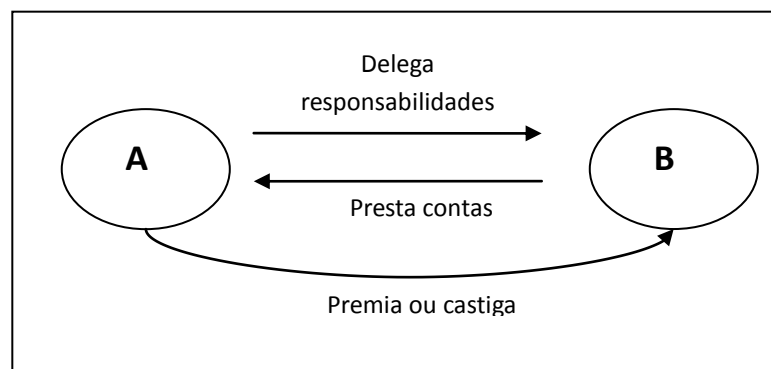 Delega
responsabilidades
A
B
Presta contas
Premia ou castiga